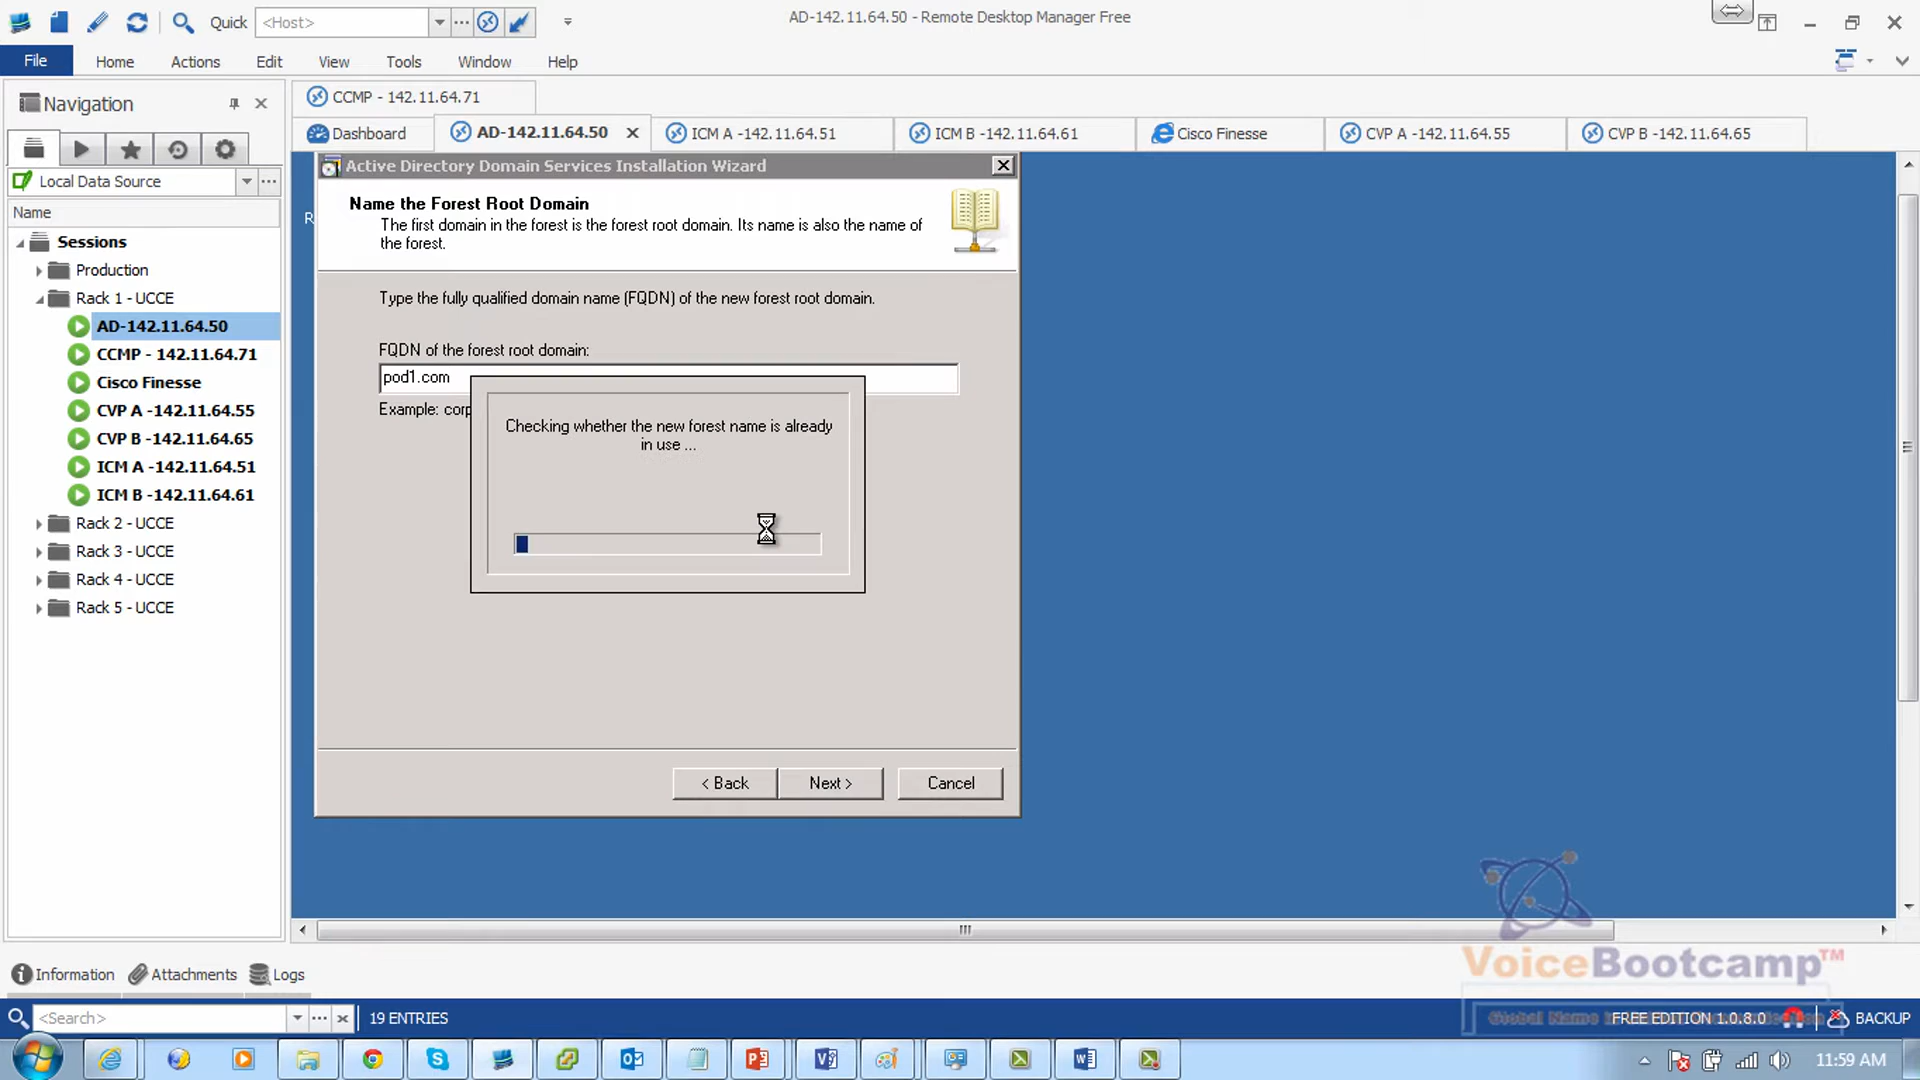 AD-142.11.64.50 - Remote Desktop Manager Free
Quick <Host>
File Home Actions Edit View Tools Window Help
Navigation
CCMP - 142.11.64.71
Dashboard AD-142.11.64.50 ICM A -142.11.64.51 ICM B -142.11.64.61 Cisco Finesse CVP A -142.11.64.55 CVP B -142.11.64.65
Local Data Source
Name
Sessions
Production
Rack 1 - UCCE
AD-142.11.64.50
CCMP - 142.11.64.71
Cisco Finesse
CVP A -142.11.64.55
CVP B -142.11.64.65
ICM A -142.11.64.51
ICM B -142.11.64.61
Rack 2 - UCCE
Rack 3 - UCCE
Rack 4 - UCCE
Rack 5 - UCCE
R
Active Directory Domain Services Installation Wizard
Name the Forest Root Domain
The first domain in the forest is the forest root domain. Its name is also the name of
the forest.
Type the fully qualified domain name (FQDN) of the new forest root domain.
FQDN of the forest root domain:
pod1.com
Example: corp
Checking whether the new forest name is already
in use ...
< Back Next > Cancel
VoiceBootcamp™
Information Attachments Logs
<Search> 19 ENTRIES FREE EDITION 1.0.8.0 BACKUP
11:59 AM